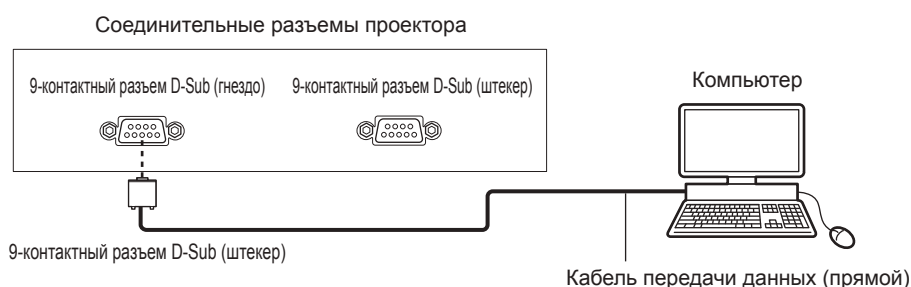 Соединительные разъемы проектора
9-контактный разъем D-Sub (гнездо)
9-контактный разъем D-Sub (штекер)
Компьютер
9-контактный разъем D-Sub (штекер)
Кабель передачи данных (прямой)